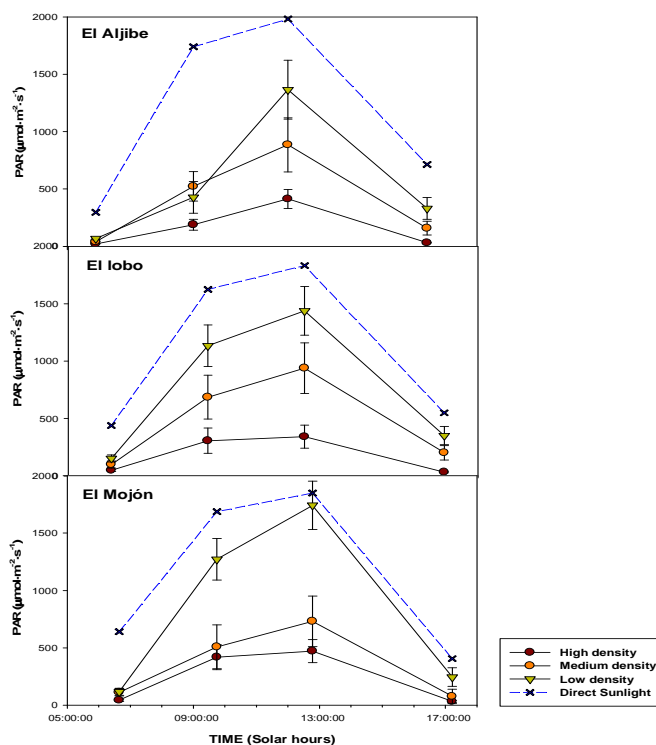 2000
El Aljibe
1500
PAR (µmol·m⁻²·s⁻¹)
1000
500
2000
El lobo
1500
PAR (µmol·m⁻²·s⁻¹)
1000
500
2000
El Mojón
1500
PAR (µmol·m⁻²·s⁻¹)
1000
500
0
05:00:00 09:00:00 13:00:00 17:00:00
TIME (Solar hours)
High density
Medium density
Low density
Direct Sunlight